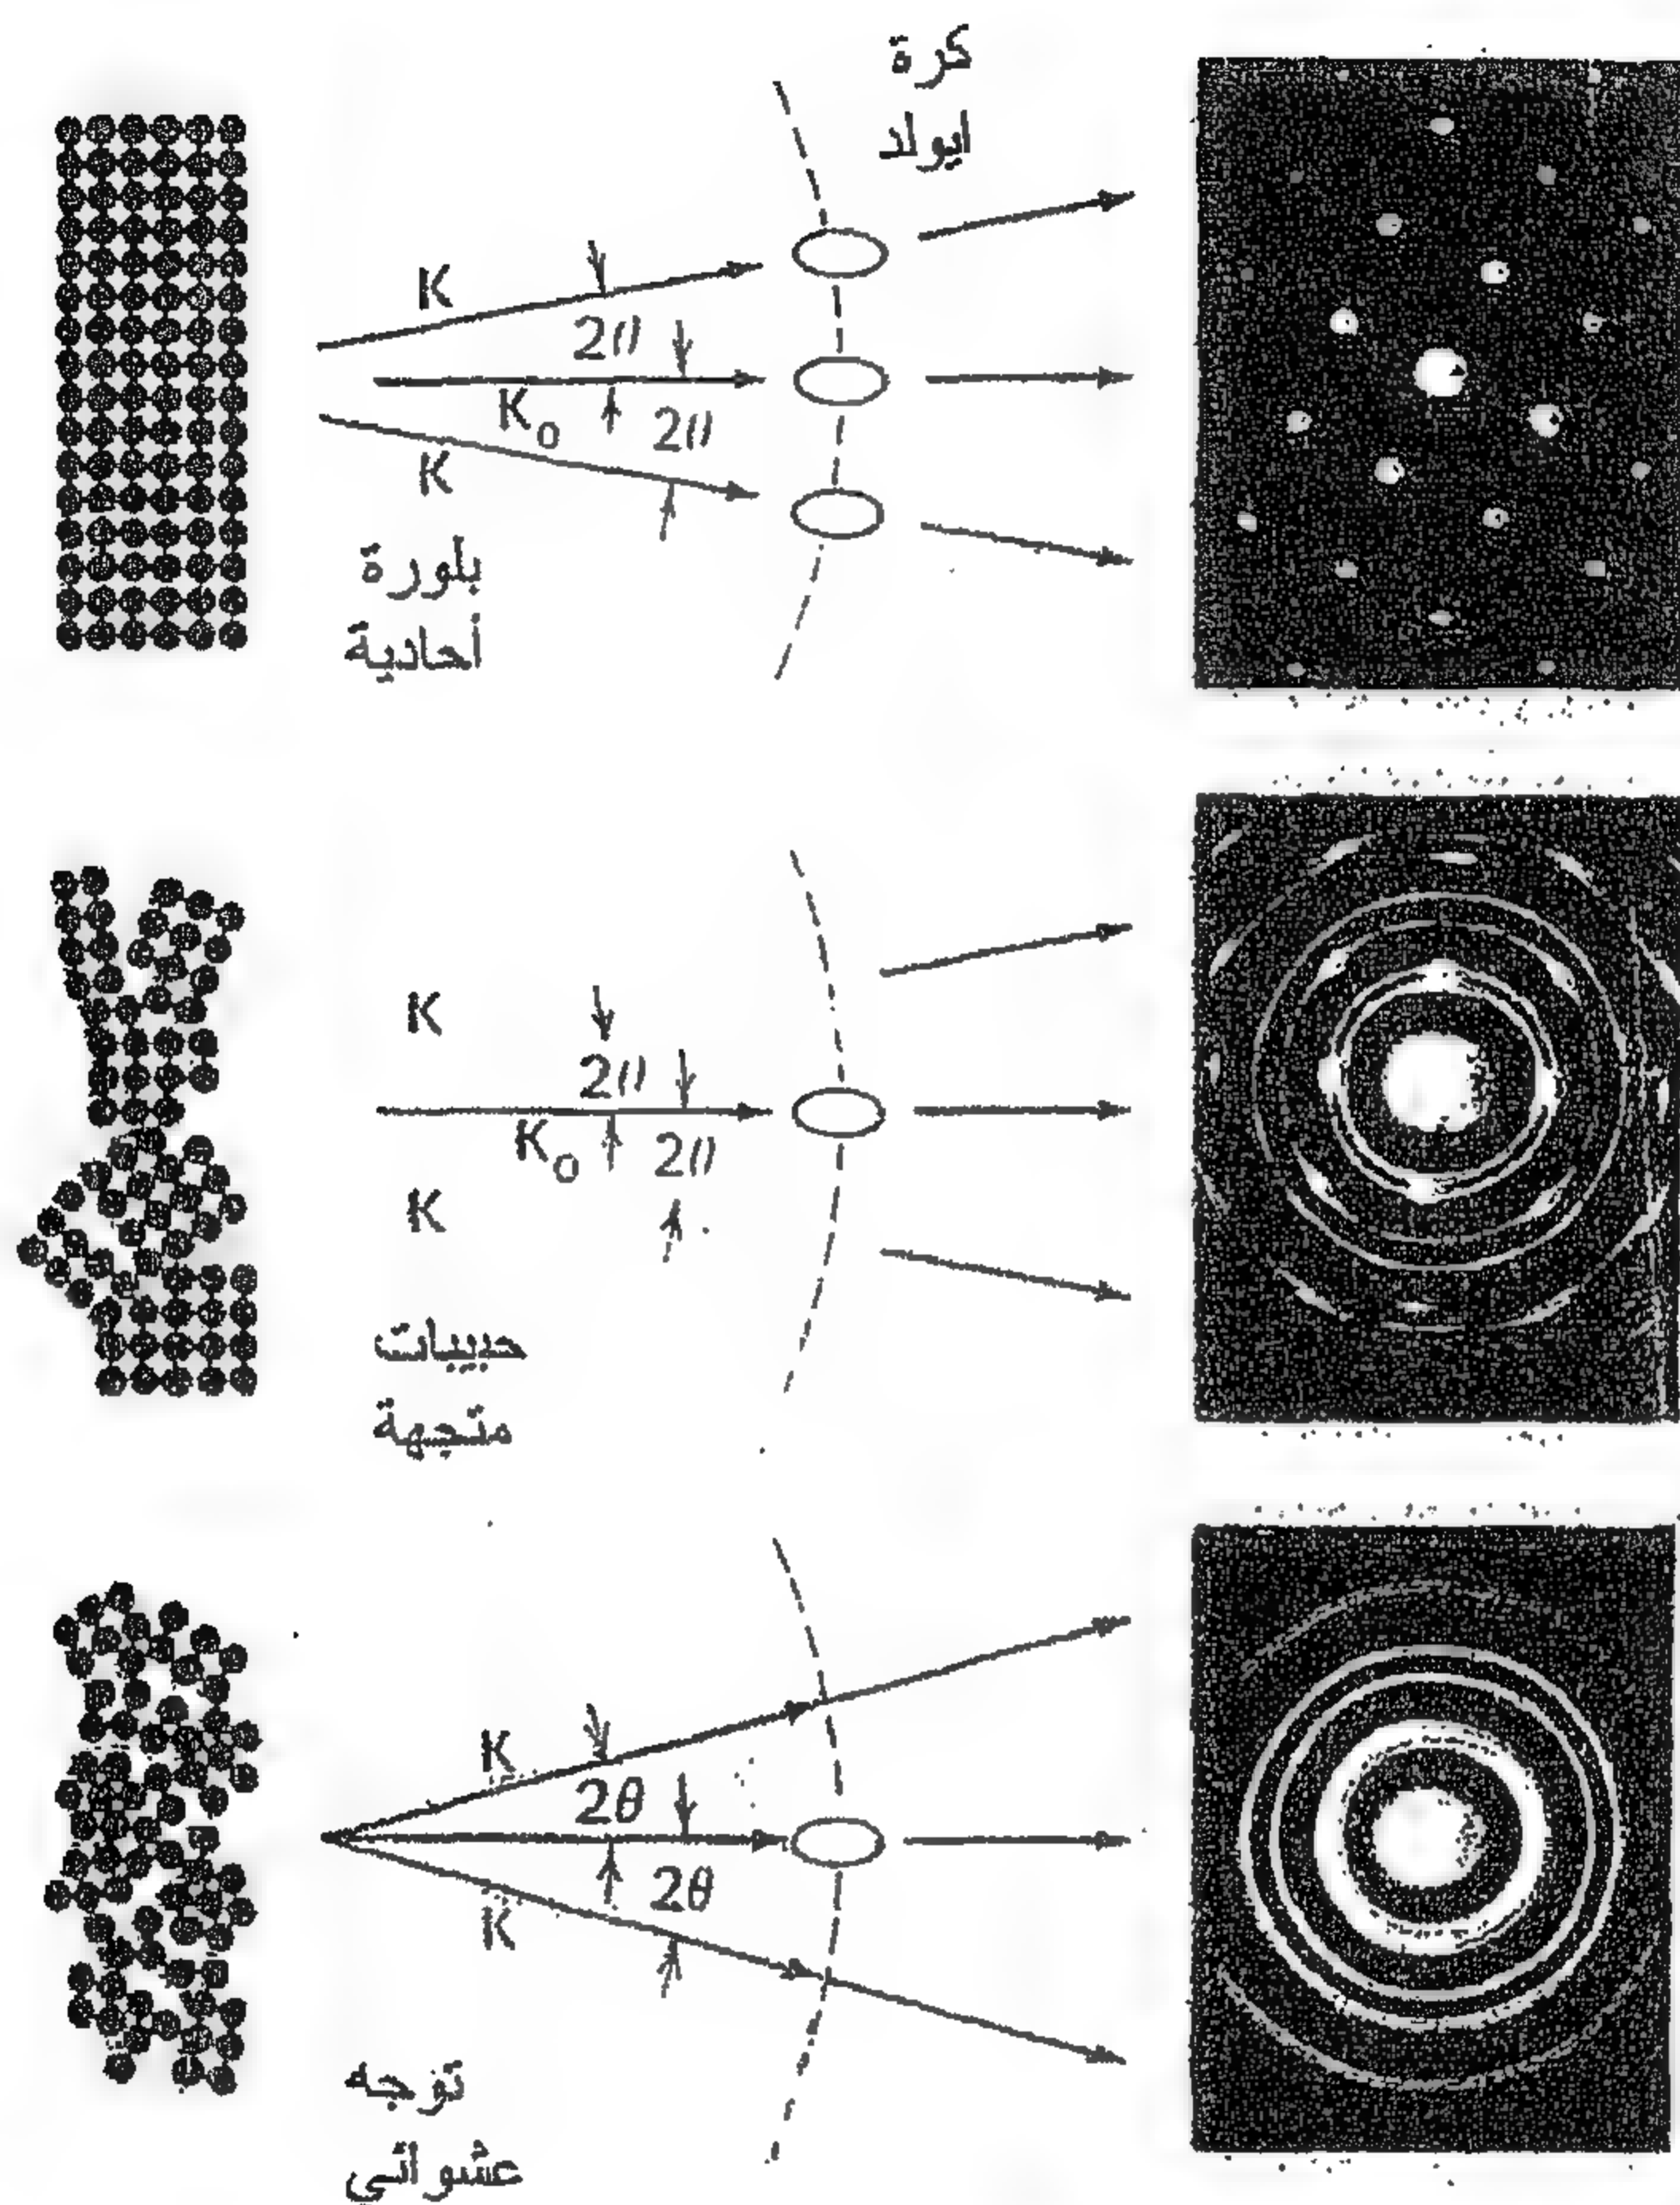 كرة
ايولد
K
2θ
K₀
2θ
K
بلورة
أحادية
K
2θ
K₀
2θ
K
حبيبات
متجهة
K
2θ
2θ
K
توجه
عشوائي